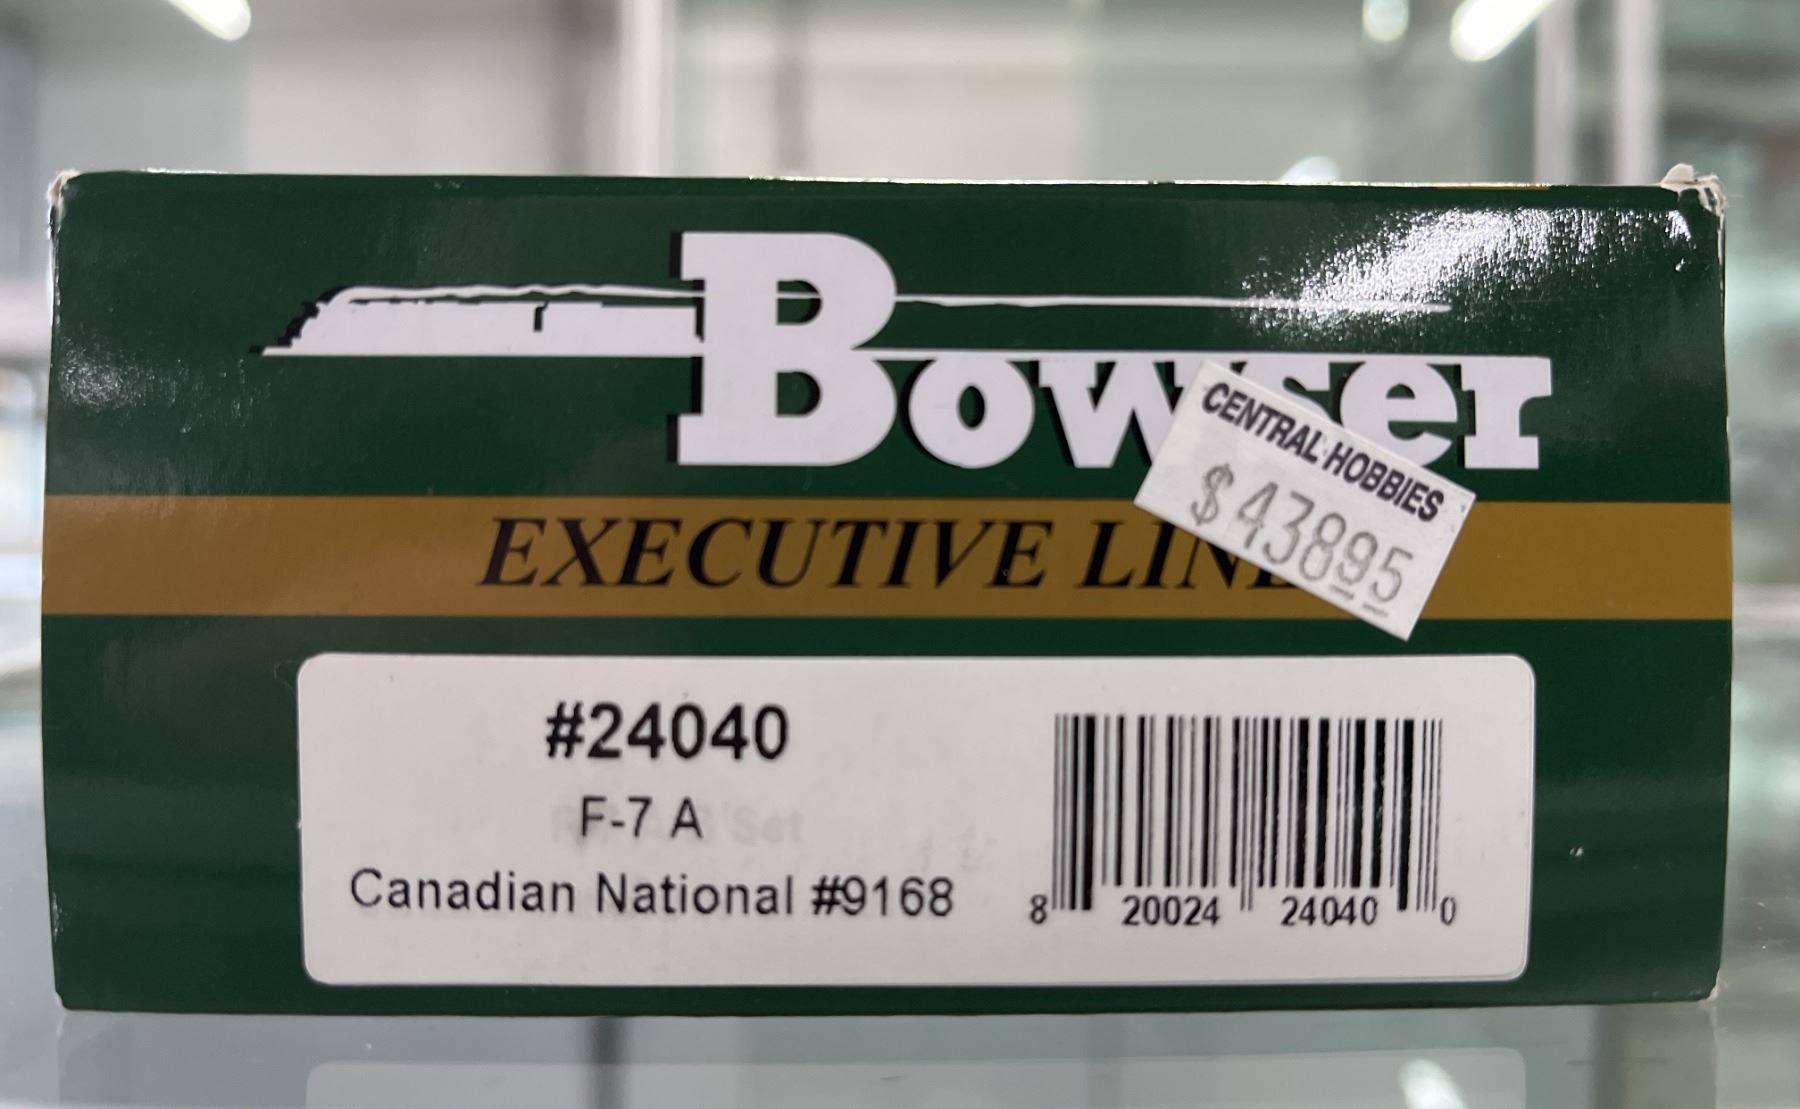 Bowser
CENTRAL HOBBIES
$43895
EXECUTIVE LINE
#24040
F-7 A
Canadian National #9168
8 20024 24040 0